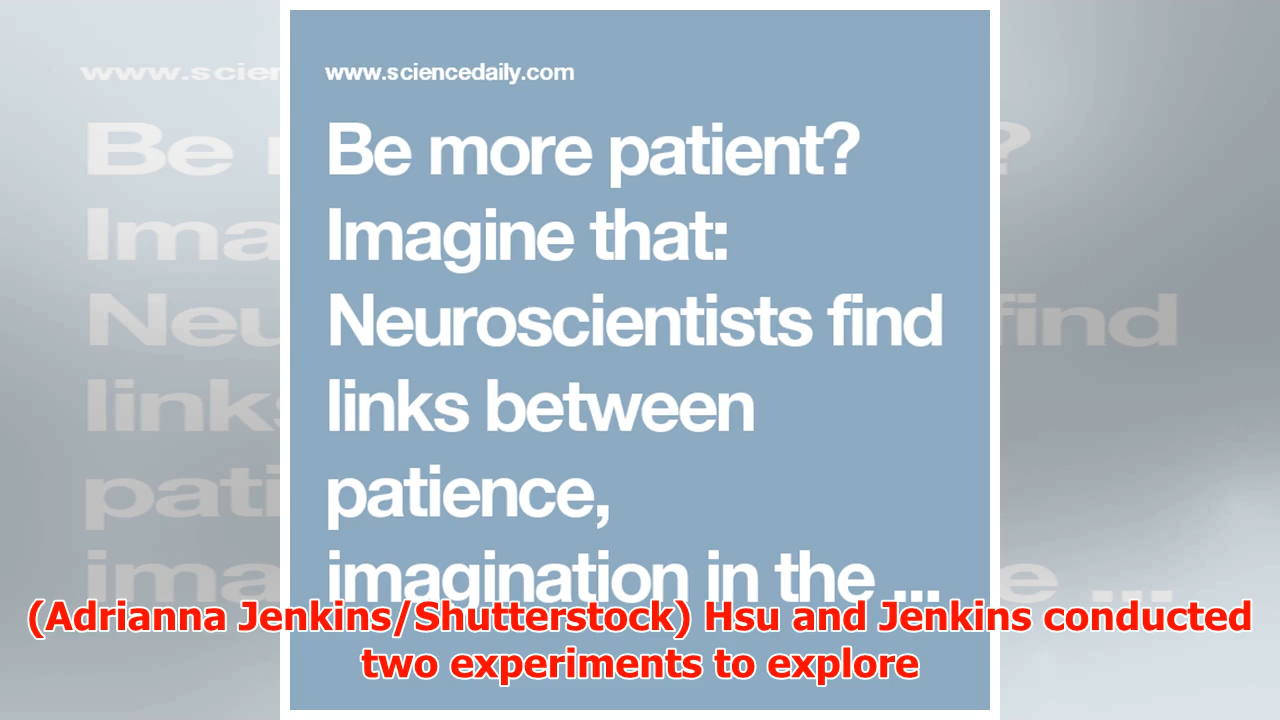 www.sciencedaily.com
Be more patient?
Imagine that:
Neuroscientists find
links between
patience,
imagination in the ...
(Adrianna Jenkins/Shutterstock) Hsu and Jenkins conducted
two experiments to explore